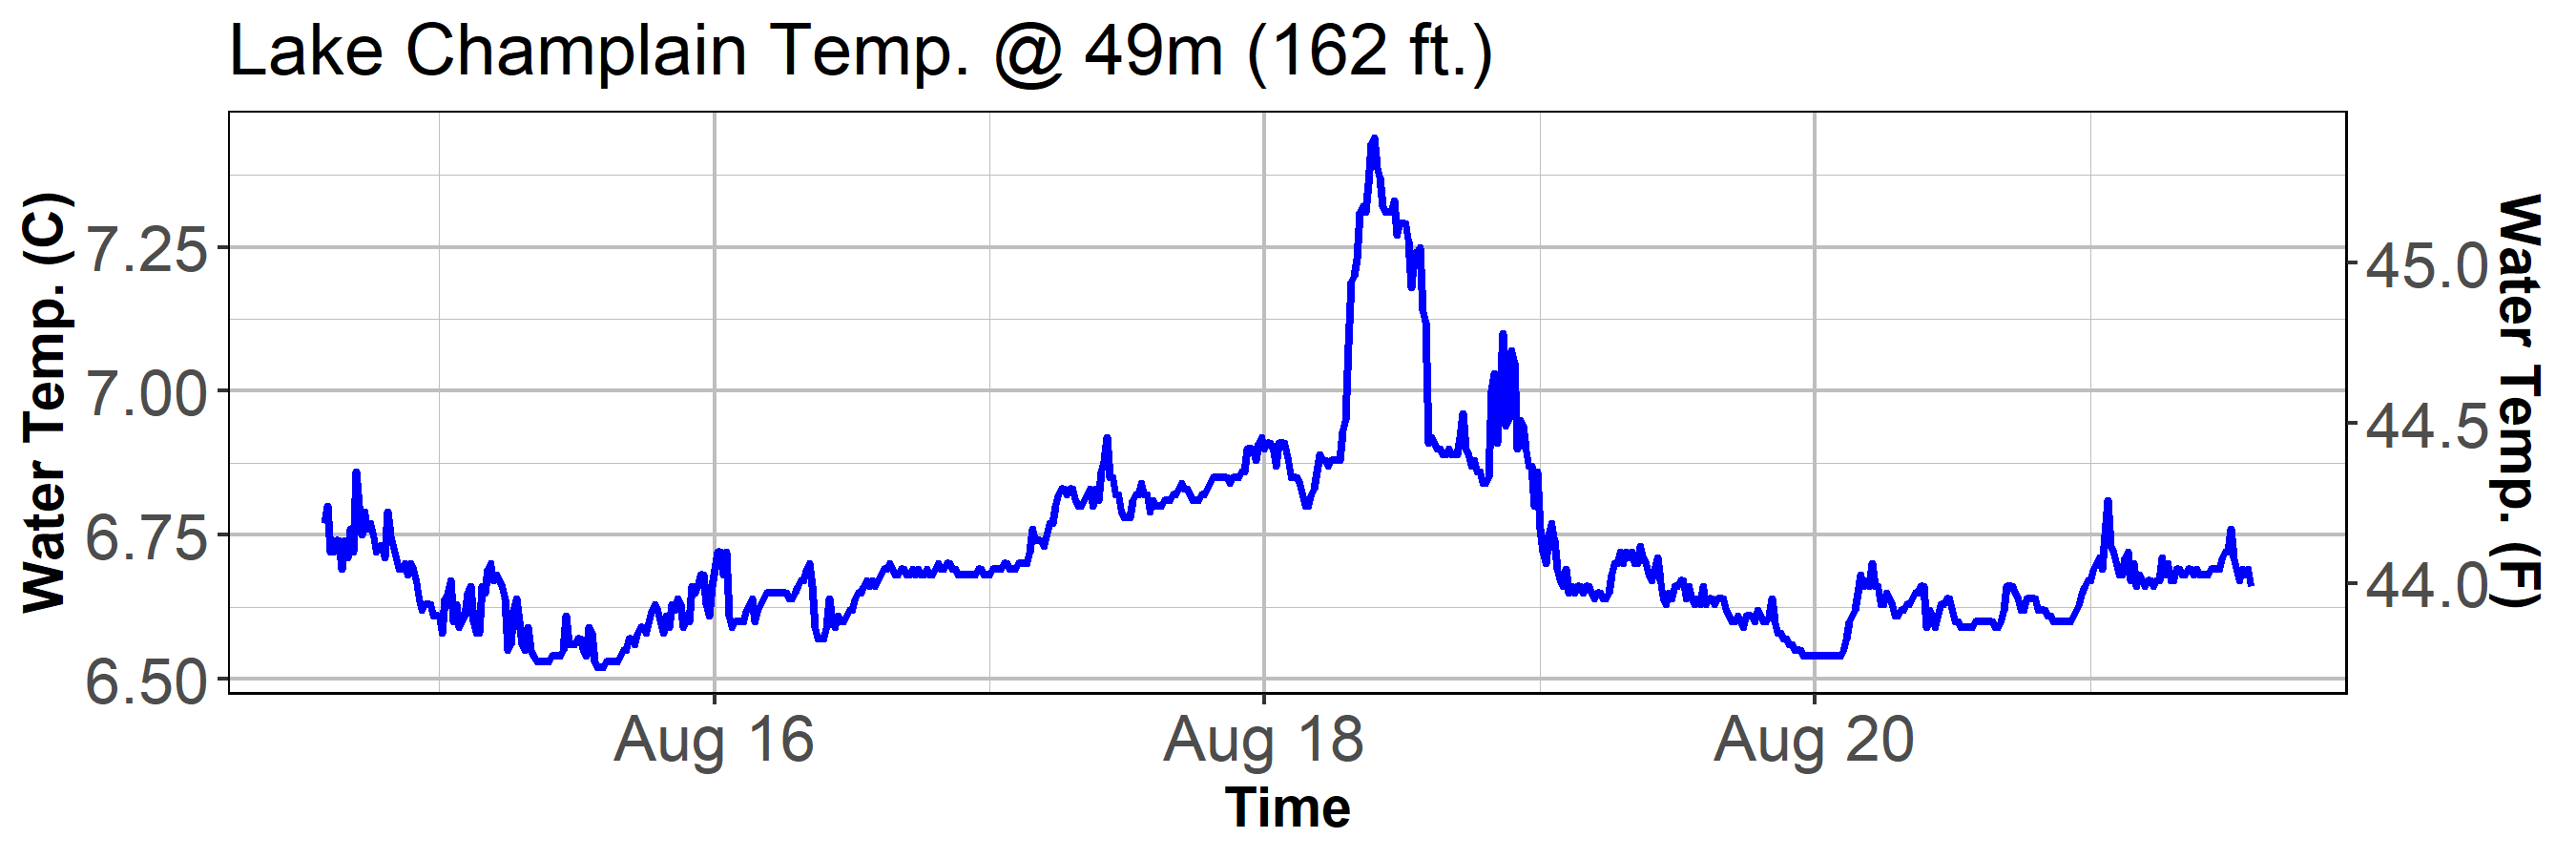 Lake Champlain Temp. @ 49m (162 ft.)
Water Temp. (C)
7.25
7.00
6.75
6.50
45.0
44.5
44.0
Water Temp. (F)
Aug 16 Aug 18 Aug 20
Time